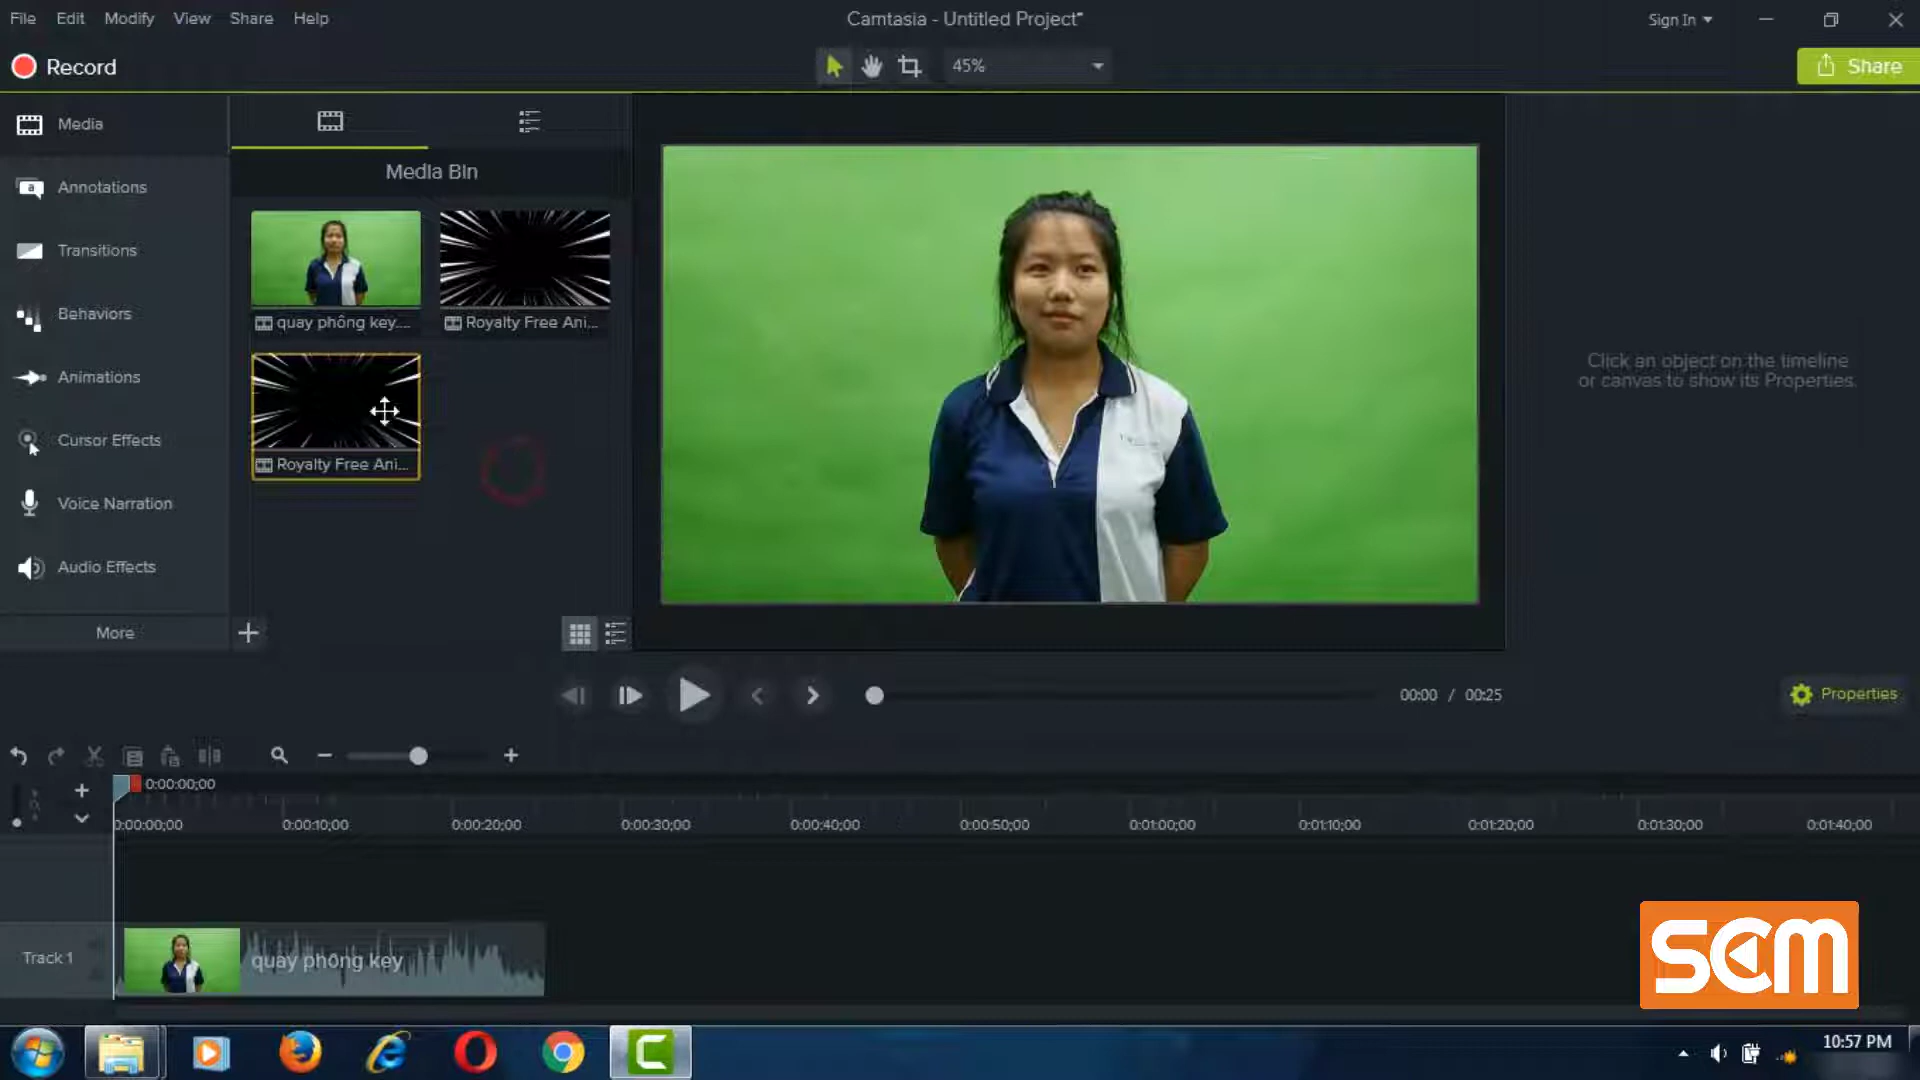 File Edit Modify View Share Help
Camtasia - Untitled Project*
Sign In
Record
45%
Share
Media
Annotations
Transitions
Behaviors
Animations
Cursor Effects
Voice Narration
Audio Effects
More
Media Bin
quay phông key....
Royalty Free Ani...
Royalty Free Ani...
Click an object on the timeline
or canvas to show its Properties.
00:00 / 00:25
Properties
0:00:00;00
0:00:00;00 0:00:10;00 0:00:20;00 0:00:30;00 0:00:40;00 0:00:50;00 0:01:00;00 0:01:10;00 0:01:20;00 0:01:30;00 0:01:40;00
Track 1
quay phông key
SCM
10:57 PM